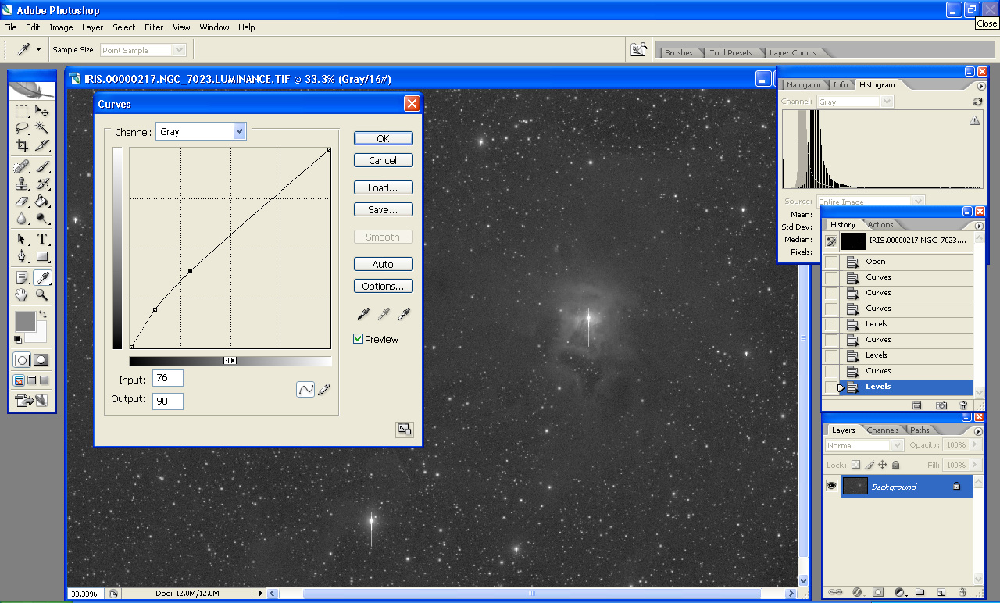 Adobe Photoshop
Close
File Edit Image Layer Select Filter View Window Help
Sample Size: Point Sample
Brushes Tool Presets Layer Comps
IRIS.00000217.NGC_7023.LUMINANCE.TIF @ 33.3% (Gray/16#)
Curves
Channel: Gray
OK
Cancel
Load...
Save...
Smooth
Auto
Options...
Preview
Input: 76
Output: 98
Navigator Info Histogram
Channel: Gray
Source: Entire Image
Mean:
Std Dev:
Median:
Pixels:
History Actions
IRIS.00000217.NGC_7023....
Open
Curves
Curves
Curves
Levels
Curves
Levels
Curves
Levels
Layers Channels Paths
Normal Opacity: 100%
Lock: Fill: 100%
Background
33.33% Doc: 12.0M/12.0M